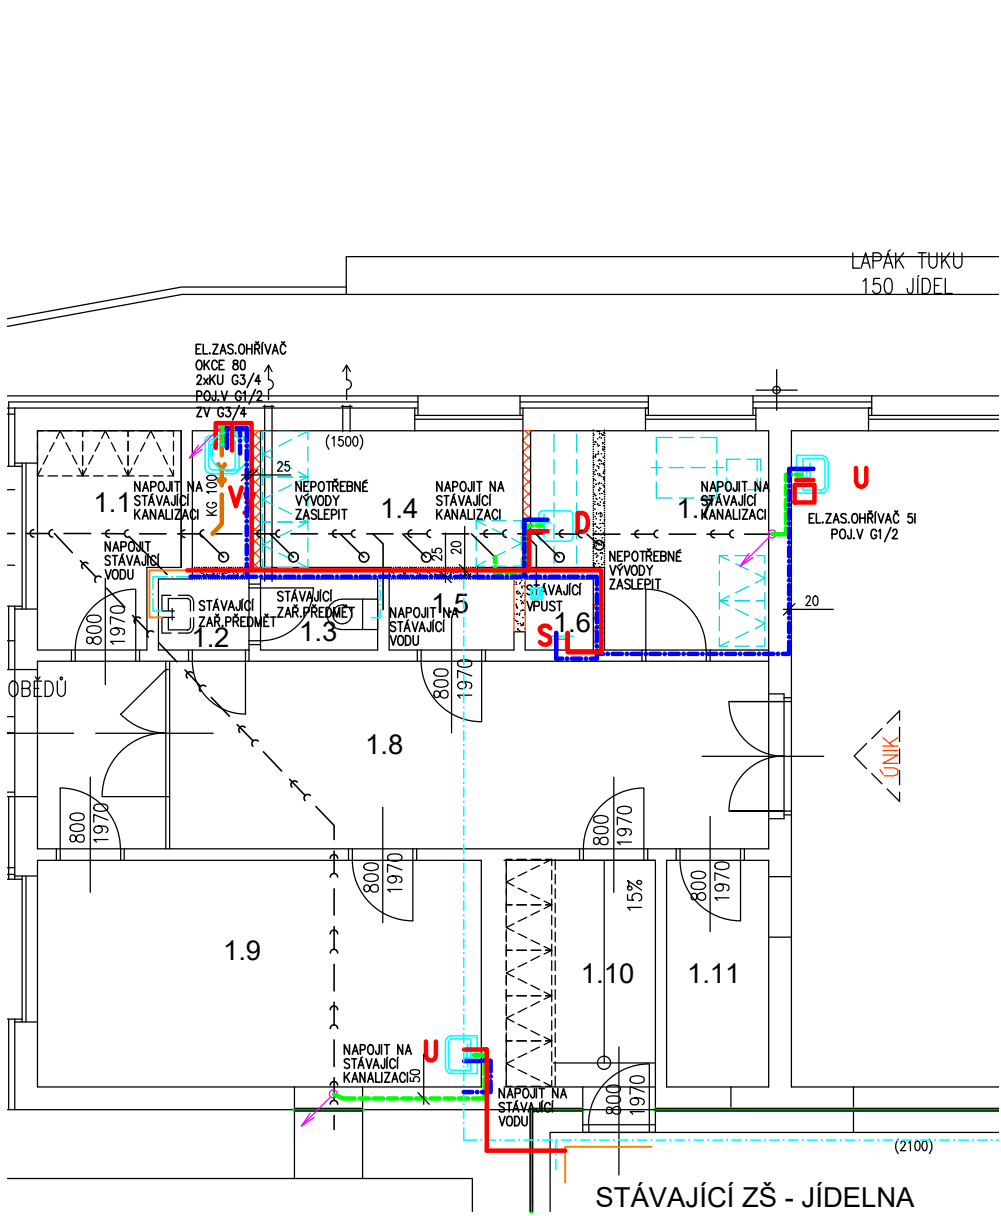 LAPÁK TUKU
150 JÍDEL
EL.ZAS.OHŘÍVAČ
OKCE 80
2xKU G3/4
POJ.V G1/2
ZV G3/4
(1500)
25
1.1
NAPOJIT NA
STÁVAJÍCÍ
KANALIZACI
KG 100
V
NEPOTŘEBNÉ
VÝVODY
ZASLEPIT
1.4
NAPOJIT NA
STÁVAJÍCÍ
KANALIZACI
D
1.7
NAPOJIT NA
STÁVAJÍCÍ
KANALIZACI
U
EL.ZAS.OHŘÍVAČ 5l
POJ.V G1/2
NAPOJIT
STÁVAJÍCÍ
VODU
25
20
NEPOTŘEBNÉ
VÝVODY
ZASLEPIT
800
1970
STÁVAJÍCÍ
ZAŘ.PŘEDMĚT
1.2
STÁVAJÍCÍ
ZAŘ.PŘEDMĚT
1.3
NAPOJIT NA
STÁVAJÍCÍ
VODU
1.5
STÁVAJÍCÍ
VPUST
1.6
S
20
OBĚDŮ
800
1970
1.8
ÚNIK
800
1970
800
1970
800
1970
800
1970
15%
1.9
1.10
1.11
NAPOJIT NA
STÁVAJÍCÍ
KANALIZACI
50
U
NAPOJIT NA
STÁVAJÍCÍ
VODU
800
1970
(2100)
STÁVAJÍCÍ ZŠ - JÍDELNA